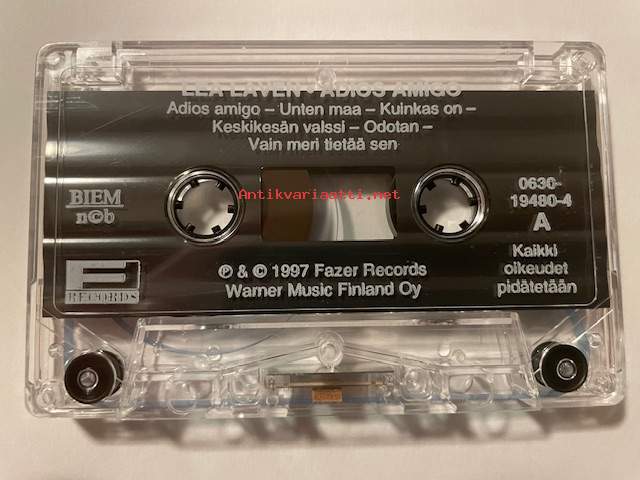 LEA LAVEN · ADIOS AMIGO
Adios amigo – Unten maa – Kuinkas on –
Keskikesän valssi – Odotan –
Vain meri tietää sen
BIEM
n©b
Antikvariaatti.net
0630-
19480-4
A
Kaikki
oikeudet
pidätetään
F
RECORDS
℗ & © 1997 Fazer Records
Warner Music Finland Oy